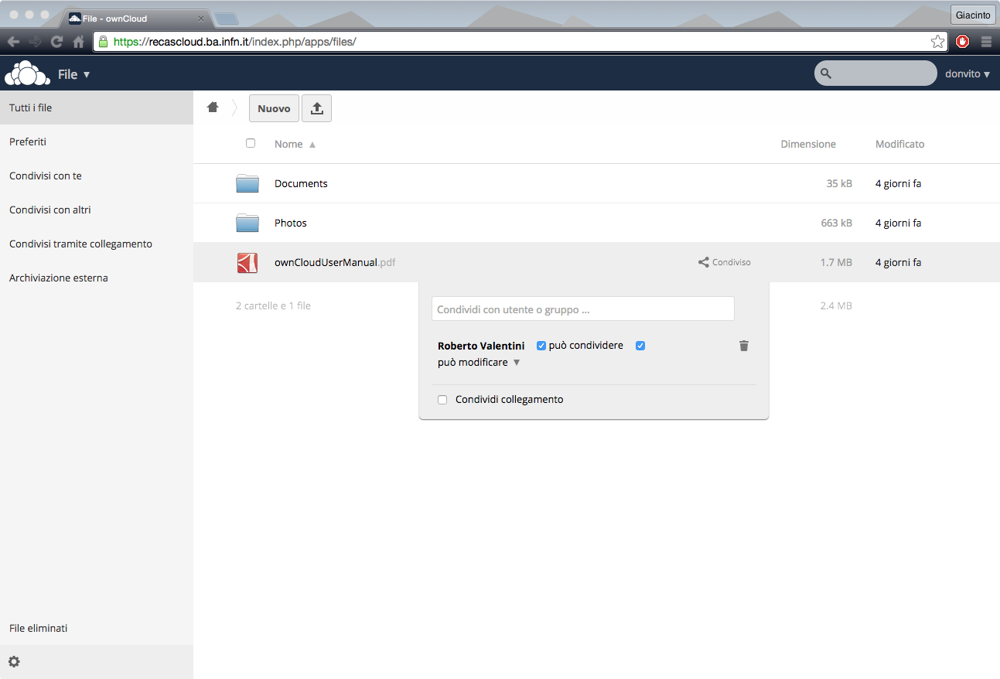 File - ownCloud
Giacinto
https://recascloud.ba.infn.it/index.php/apps/files/
File
donvito
Tutti i file
Preferiti
Condivisi con te
Condivisi con altri
Condivisi tramite collegamento
Archiviazione esterna
File eliminati
Nuovo
Nome Dimensione Modificato
Documents 35 kB 4 giorni fa
Photos 663 kB 4 giorni fa
ownCloudUserManual.pdf Condiviso 1.7 MB 4 giorni fa
2 cartelle e 1 file 2.4 MB
Condividi con utente o gruppo ...
Roberto Valentini può condividere
può modificare
Condividi collegamento